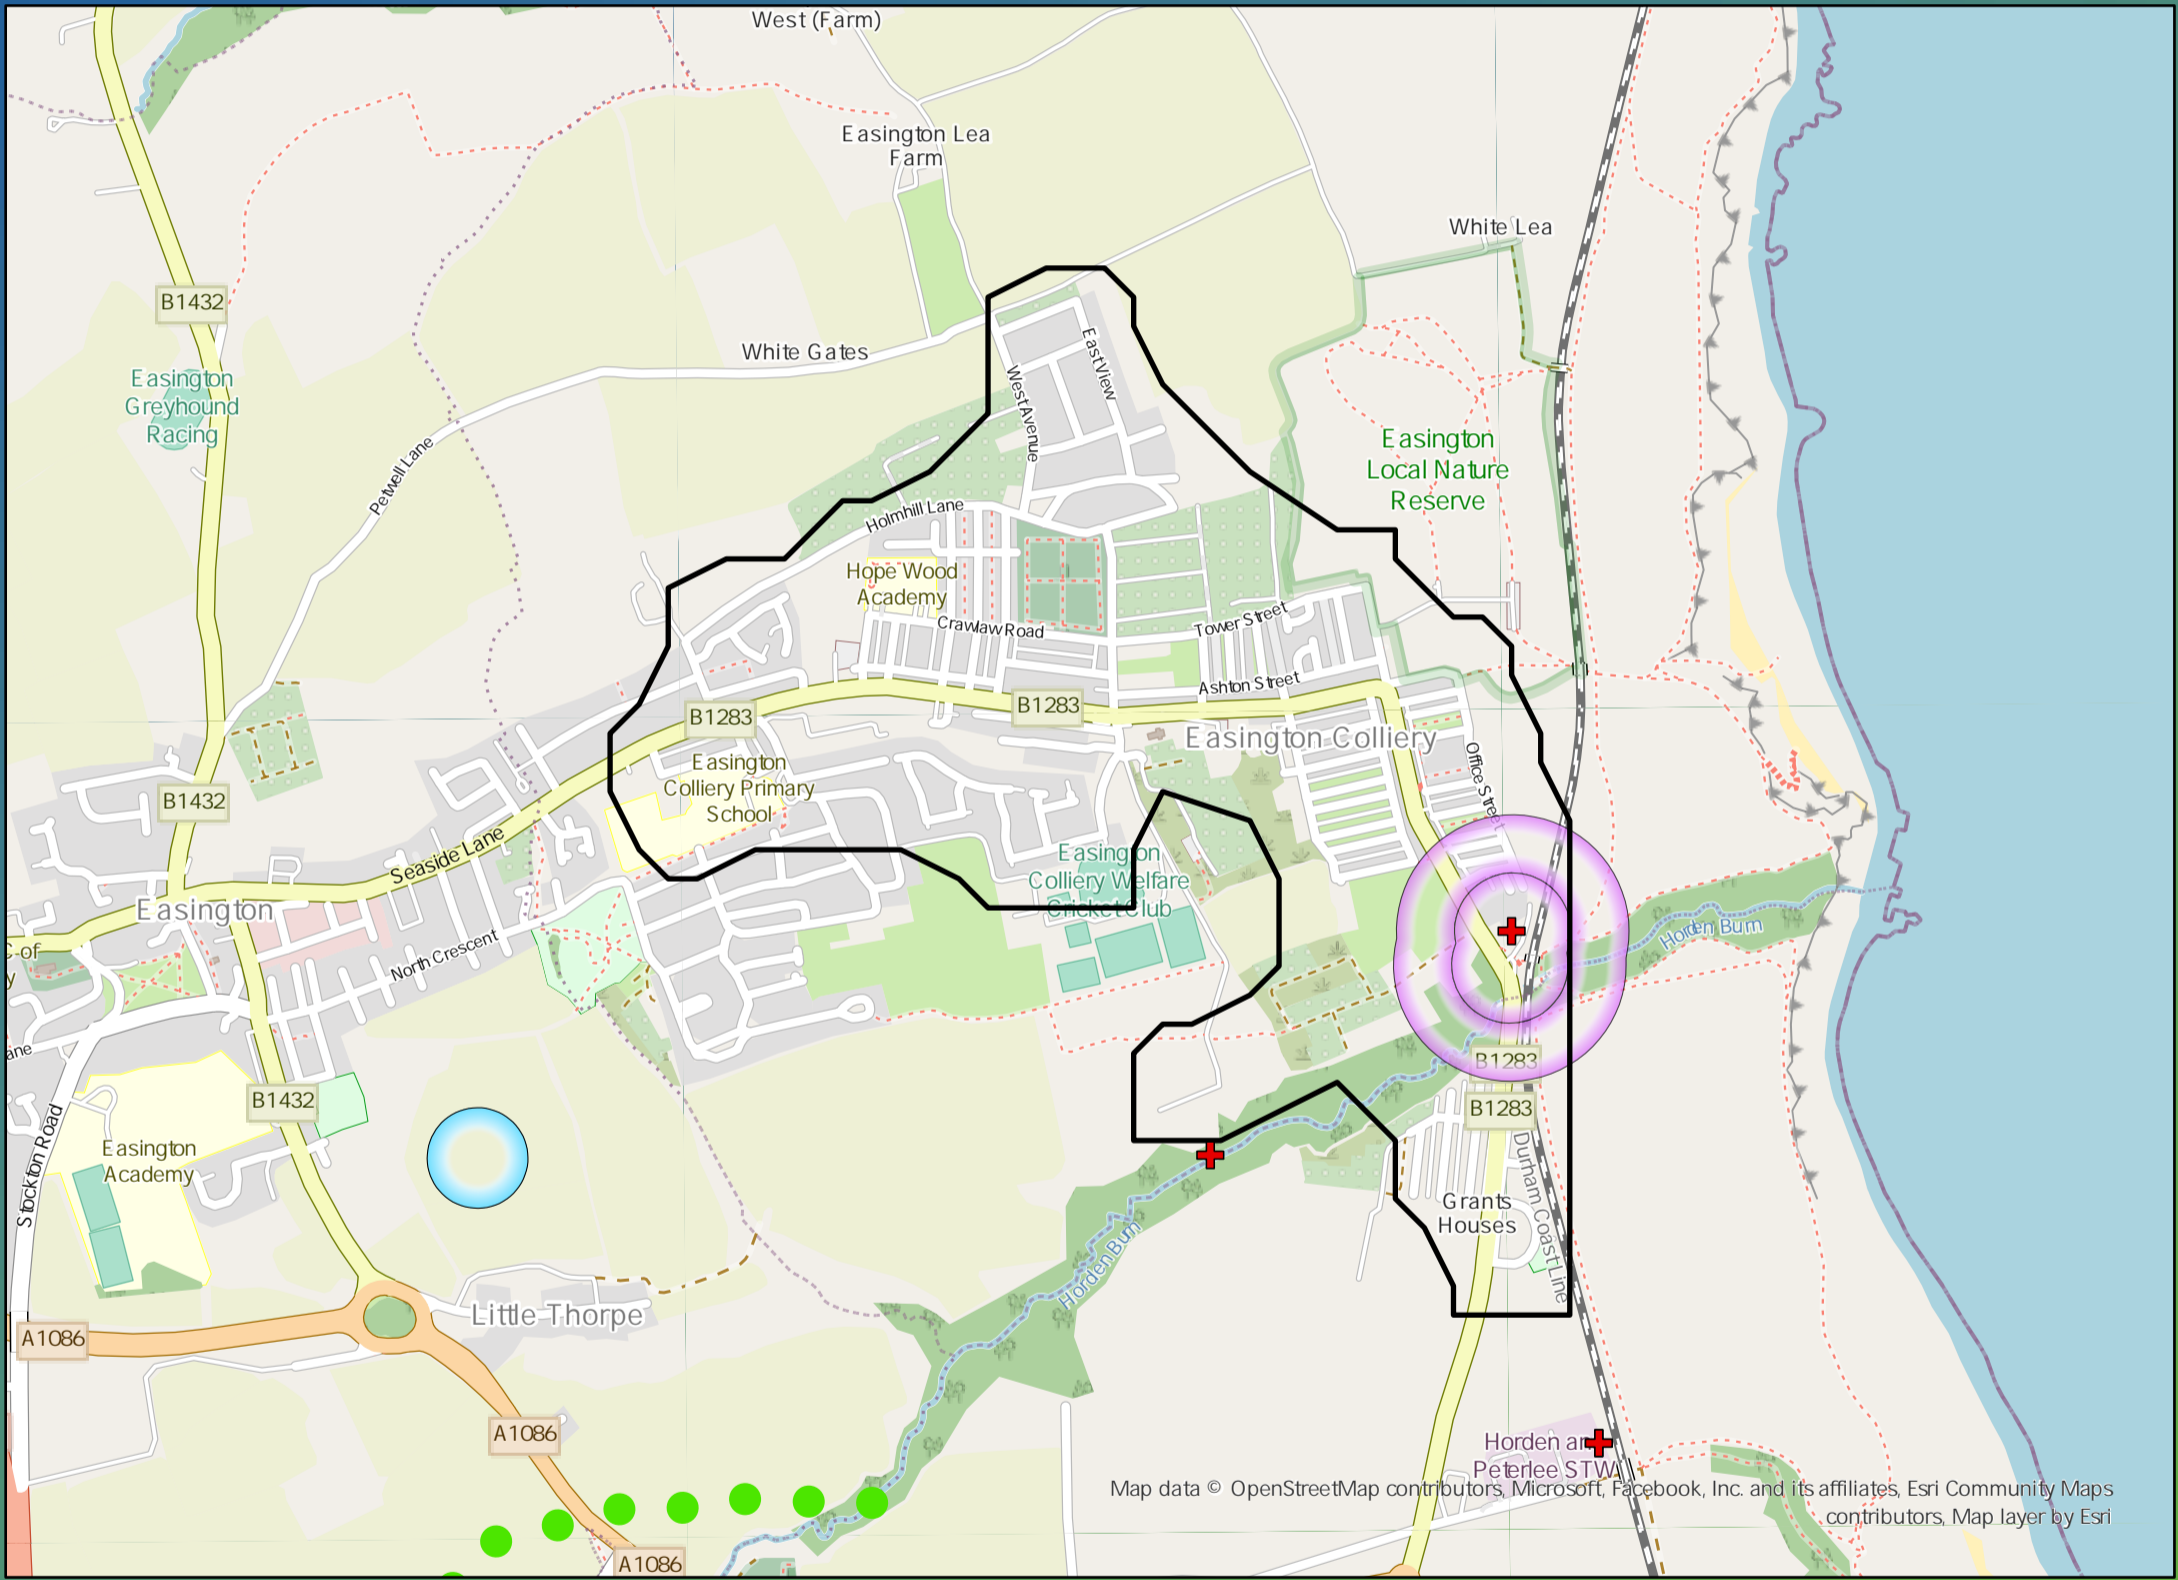 West (Farm)
Easington Lea
Farm
White Lea
B1432
White Gates
East View
West Avenue
Easington
Greyhound
Racing
Petwell Lane
Easington
Local Nature
Reserve
Holmhill Lane
Hope Wood
Academy
Crawlaw Road
Tower Street
Ashton Street
B1283
B1283
Easington Colliery
Office Street
Easington
Colliery Primary
School
B1432
Seaside Lane
Easington
Colliery Welfare
Cricket Club
Easington
North Crescent
Horden Burn
C of
y
ane
B1283
B1283
B1432
Stockton Road
Easington
Academy
Grants
Houses
Durham Coast Line
Horden Burn
Little Thorpe
A1086
A1086
Horden an
Peterlee STW
Map data © OpenStreetMap contributors, Microsoft, Facebook, Inc. and its affiliates, Esri Community Maps
contributors, Map layer by Esri
A1086